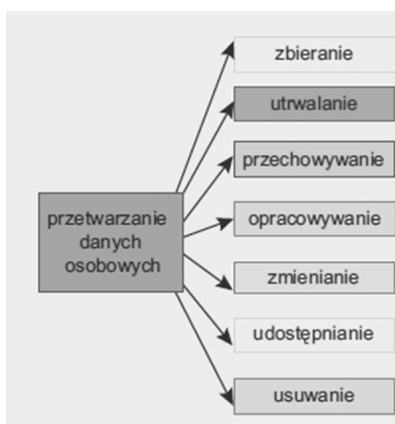 zbieranie
utrwalanie
przechowywanie
przetwarzanie
danych
osobowych
opracowywanie
zmienianie
udostępnianie
usuwanie